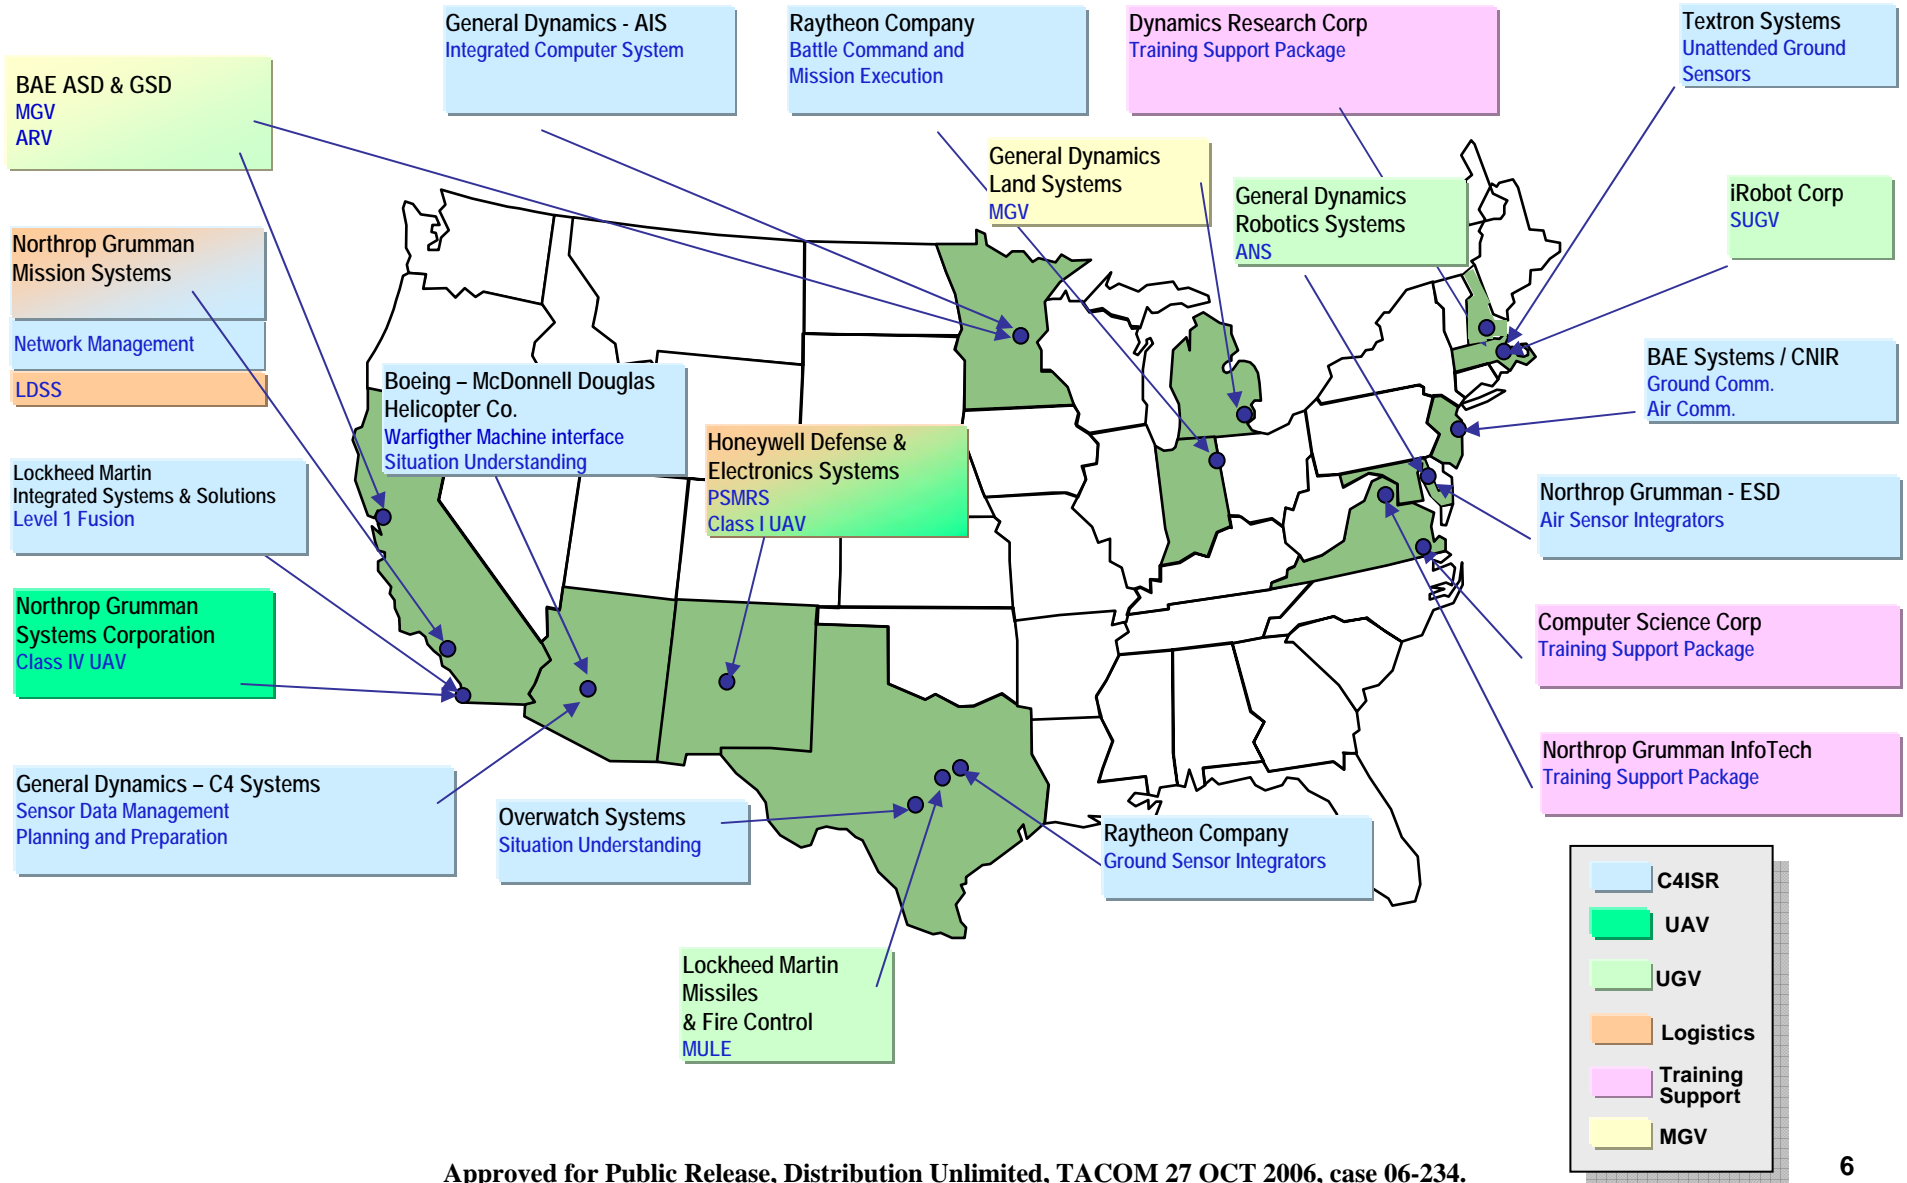 General Dynamics - AIS
Integrated Computer System
Raytheon Company
Battle Command and
Mission Execution
Dynamics Research Corp
Training Support Package
Textron Systems
Unattended Ground
Sensors
BAE ASD & GSD
MGV
ARV
General Dynamics
Land Systems
MGV
General Dynamics
Robotics Systems
ANS
iRobot Corp
SUGV
Northrop Grumman
Mission Systems
Network Management
LDSS
Boeing – McDonnell Douglas
Helicopter Co.
Warfigther Machine interface
Situation Understanding
Honeywell Defense &
Electronics Systems
PSMRS
Class I UAV
BAE Systems / CNIR
Ground Comm.
Air Comm.
Lockheed Martin
Integrated Systems & Solutions
Level 1 Fusion
Northrop Grumman - ESD
Air Sensor Integrators
Northrop Grumman
Systems Corporation
Class IV UAV
Computer Science Corp
Training Support Package
General Dynamics – C4 Systems
Sensor Data Management
Planning and Preparation
Overwatch Systems
Situation Understanding
Raytheon Company
Ground Sensor Integrators
Northrop Grumman InfoTech
Training Support Package
Lockheed Martin
Missiles
& Fire Control
MULE
C4ISR
UAV
UGV
Logistics
Training
Support
MGV
Approved for Public Release, Distribution Unlimited, TACOM 27 OCT 2006, case 06-234.
6